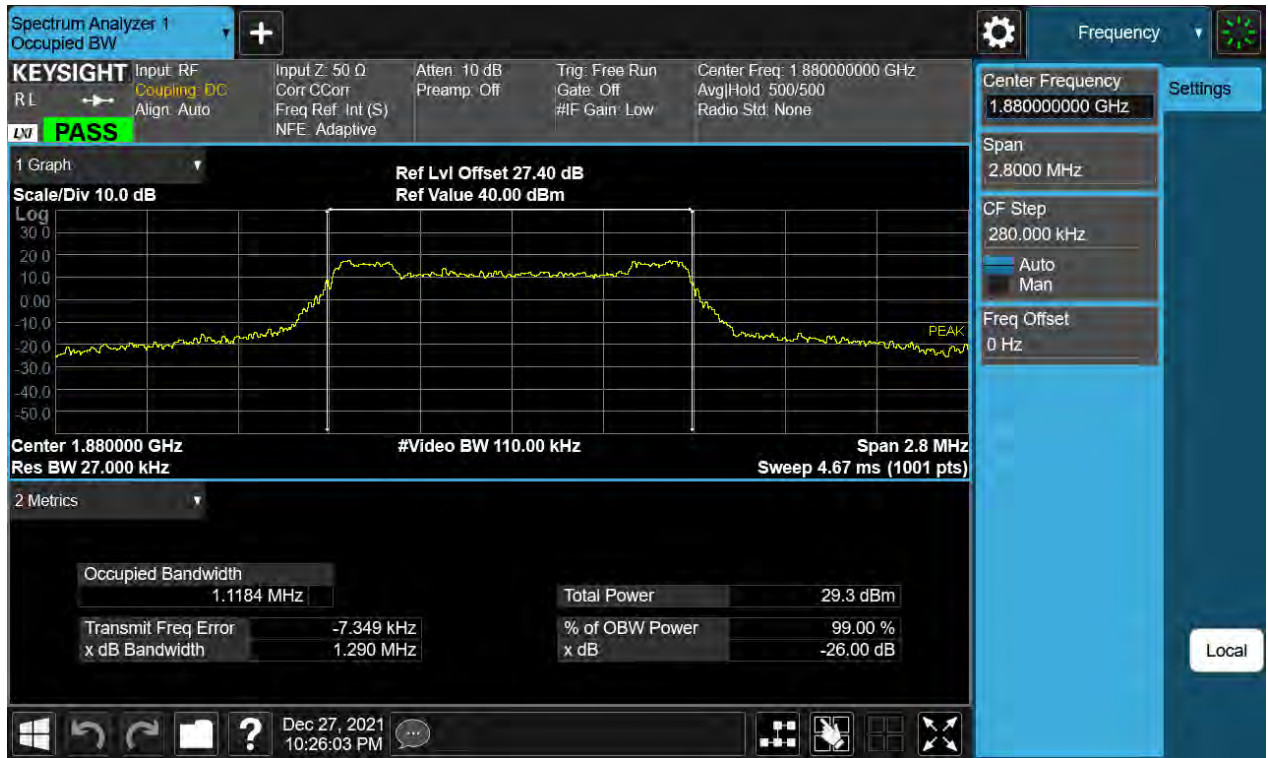 Spectrum Analyzer 1
Occupied BW
+
Frequency
KEYSIGHT
RL
LXI
PASS
Input: RF
Coupling: DC
Align: Auto
Input Z: 50 Ω
Corr CCorr
Freq Ref: Int (S)
NFE: Adaptive
Atten: 10 dB
Preamp: Off
Trig: Free Run
Gate: Off
#IF Gain: Low
Center Freq: 1.880000000 GHz
Avg|Hold: 500/500
Radio Std: None
1 Graph
Scale/Div 10.0 dB
Ref Lvl Offset 27.40 dB
Ref Value 40.00 dBm
Log
30.0
20.0
10.0
0.00
-10.0
-20.0
-30.0
-40.0
-50.0
PEAK
Center 1.880000 GHz
Res BW 27.000 kHz
#Video BW 110.00 kHz
Span 2.8 MHz
Sweep 4.67 ms (1001 pts)
2 Metrics
Occupied Bandwidth
1.1184 MHz
Transmit Freq Error -7.349 kHz
x dB Bandwidth 1.290 MHz
Total Power 29.3 dBm
% of OBW Power 99.00 %
x dB -26.00 dB
?
Dec 27, 2021
10:26:03 PM
Center Frequency
1.880000000 GHz
Span
2.8000 MHz
CF Step
280.000 kHz
Auto
Man
Freq Offset
0 Hz
Settings
Local